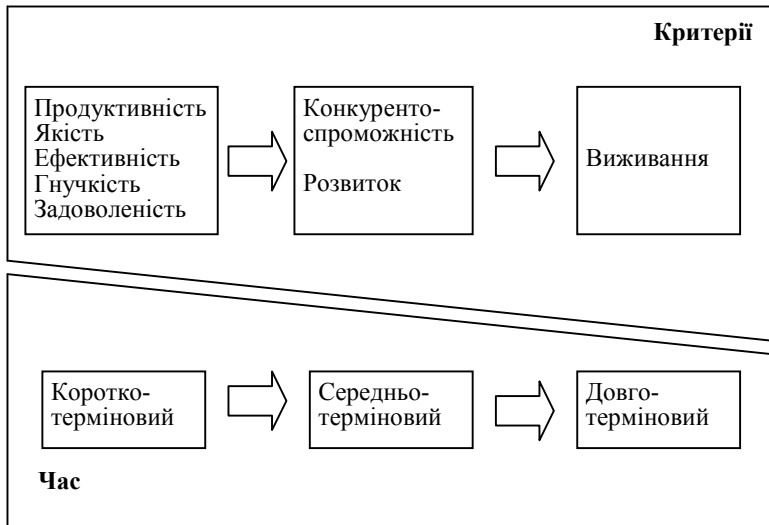 Критерії
Продуктивність
Якість
Ефективність
Гнучкість
Задоволеність
Конкуренто-
спроможність
Розвиток
Виживання
Коротко-
терміновий
Середньо-
терміновий
Довго-
терміновий
Час